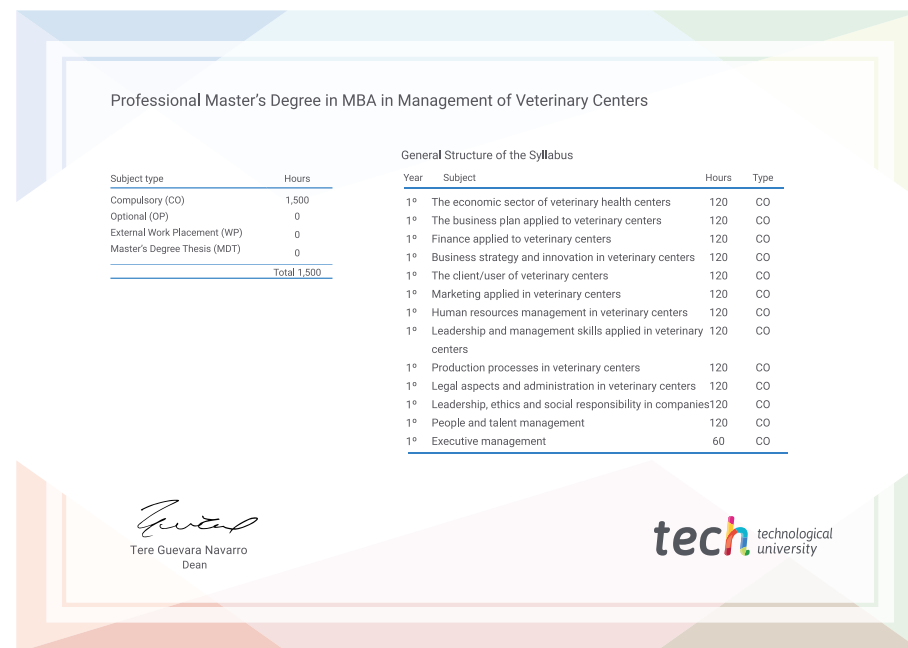 Professional Master's Degree in MBA in Management of Veterinary Centers
Subject type Hours
Compulsory (CO) 1,500
Optional (OP) 0
External Work Placement (WP) 0
Master's Degree Thesis (MDT) 0
Total 1,500
General Structure of the Syllabus
Year Subject Hours Type
1º The economic sector of veterinary health centers 120 CO
1º The business plan applied to veterinary centers 120 CO
1º Finance applied to veterinary centers 120 CO
1º Business strategy and innovation in veterinary centers 120 CO
1º The client/user of veterinary centers 120 CO
1º Marketing applied in veterinary centers 120 CO
1º Human resources management in veterinary centers 120 CO
1º Leadership and management skills applied in veterinary 120 CO
centers
1º Production processes in veterinary centers 120 CO
1º Legal aspects and administration in veterinary centers 120 CO
1º Leadership, ethics and social responsibility in companies 120 CO
1º People and talent management 120 CO
1º Executive management 60 CO
Tere Guevara Navarro
Dean
tech technological
university